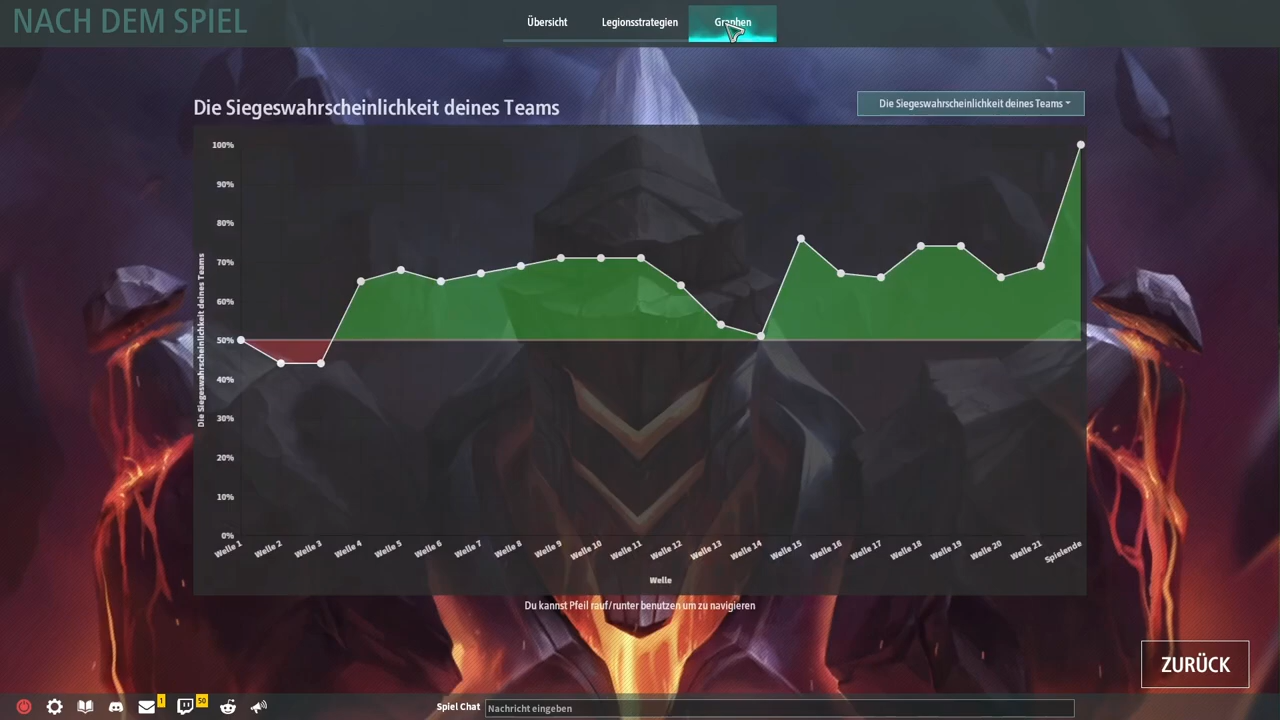 NACH DEM SPIEL
Übersicht
Legionsstrategien
Graphen
Die Siegeswahrscheinlichkeit deines Teams
Die Siegeswahrscheinlichkeit deines Teams
100%
90%
80%
70%
60%
50%
40%
30%
20%
10%
0%
Die Siegeswahrscheinlichkeit deines Teams
Welle 1
Welle 2
Welle 3
Welle 4
Welle 5
Welle 6
Welle 7
Welle 8
Welle 9
Welle 10
Welle 11
Welle 12
Welle 13
Welle 14
Welle 15
Welle 16
Welle 17
Welle 18
Welle 19
Welle 20
Welle 21
Spielende
Welle
Du kannst Pfeil rauf/runter benutzen um zu navigieren
ZURÜCK
1
50
Spiel Chat
Nachricht eingeben